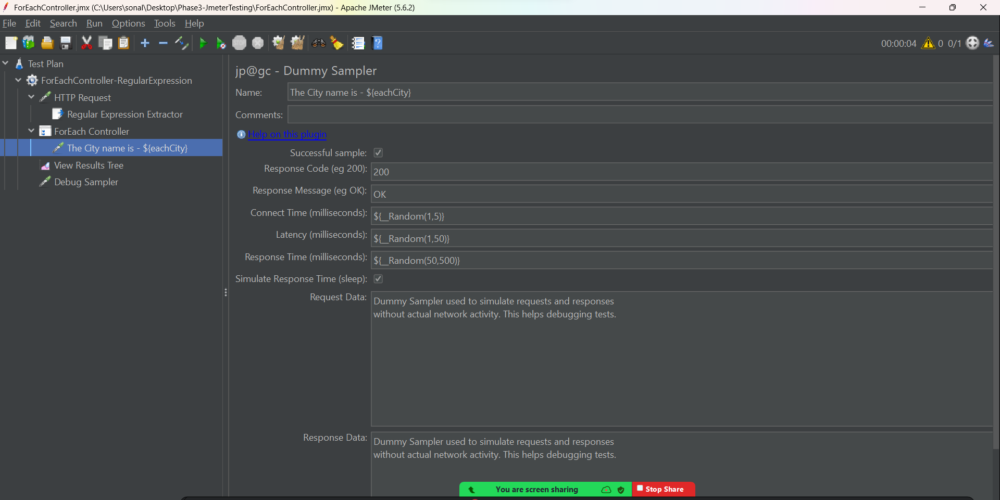 ForEachController.jmx (C:\Users\sonal\Desktop\Phase3-JmeterTesting\ForEachController.jmx) - Apache JMeter (5.6.2)
File Edit Search Run Options Tools Help
STOP
00:00:04 0 0/1
Test Plan
ForEachController-RegularExpression
HTTP Request
Regular Expression Extractor
ForEach Controller
The City name is - ${eachCity}
View Results Tree
Debug Sampler
jp@gc - Dummy Sampler
Name: The City name is - ${eachCity}
Comments:
Help on this plugin
Successful sample:
Response Code (eg 200): 200
Response Message (eg OK): OK
Connect Time (milliseconds): ${__Random(1,5)}
Latency (milliseconds): ${__Random(1,50)}
Response Time (milliseconds): ${__Random(50,500)}
Simulate Response Time (sleep):
Request Data: Dummy Sampler used to simulate requests and responses
without actual network activity. This helps debugging tests.
Response Data: Dummy Sampler used to simulate requests and responses
without actual network activity. This helps debugging tests.
You are screen sharing Stop Share